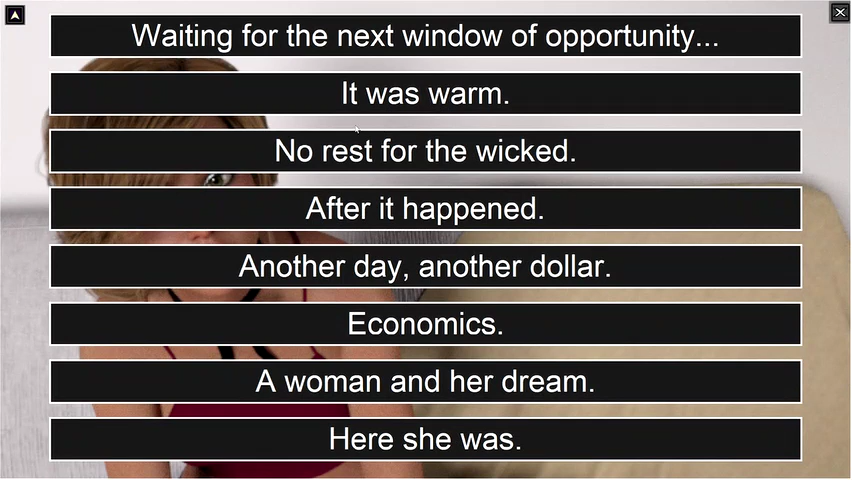 Waiting for the next window of opportunity...
It was warm.
No rest for the wicked.
After it happened.
Another day, another dollar.
Economics.
A woman and her dream.
Here she was.